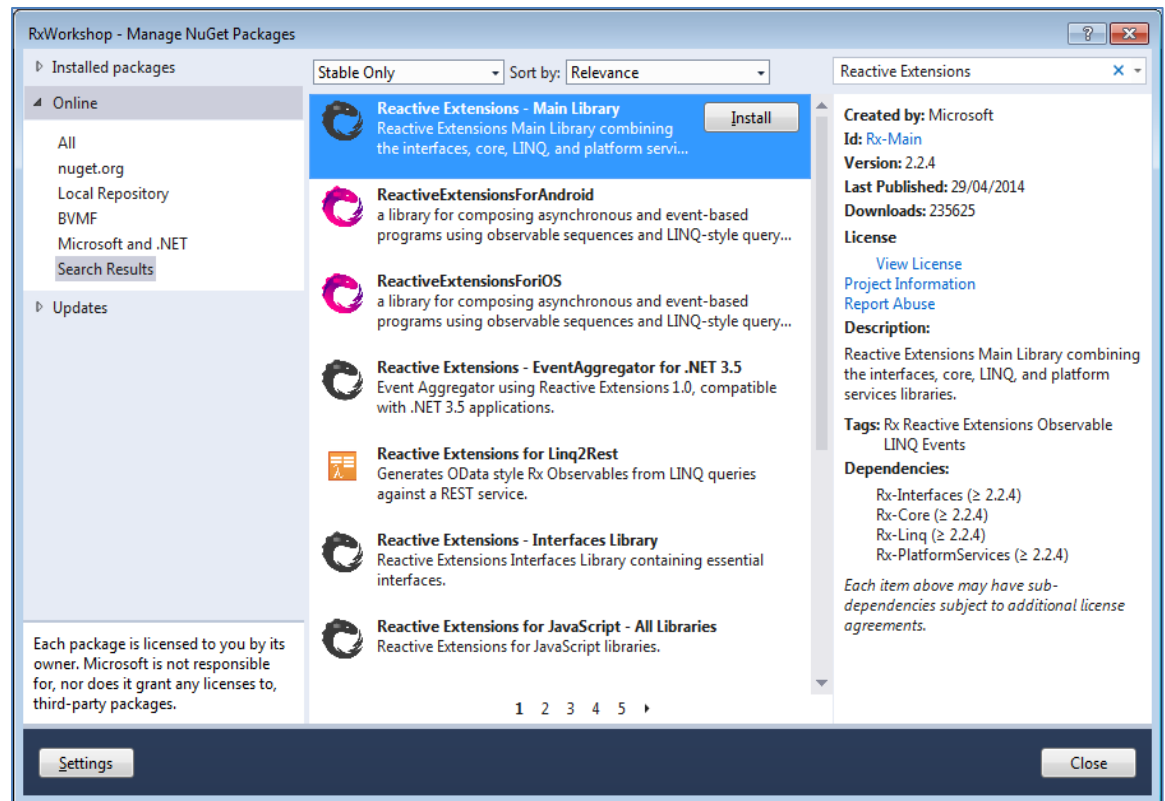 RxWorkshop - Manage NuGet Packages
Installed packages
Online
All
nuget.org
Local Repository
BVMF
Microsoft and .NET
Search Results
Updates
Each package is licensed to you by its
owner. Microsoft is not responsible
for, nor does it grant any licenses to,
third-party packages.
Stable Only
Sort by: Relevance
Reactive Extensions - Main Library
Reactive Extensions Main Library combining
the interfaces, core, LINQ, and platform servi...
Install
ReactiveExtensionsForAndroid
a library for composing asynchronous and event-based
programs using observable sequences and LINQ-style query...
ReactiveExtensionsForiOS
a library for composing asynchronous and event-based
programs using observable sequences and LINQ-style query...
Reactive Extensions - EventAggregator for .NET 3.5
Event Aggregator using Reactive Extensions 1.0, compatible
with .NET 3.5 applications.
Reactive Extensions for Linq2Rest
Generates OData style Rx Observables from LINQ queries
against a REST service.
Reactive Extensions - Interfaces Library
Reactive Extensions Interfaces Library containing essential
interfaces.
Reactive Extensions for JavaScript - All Libraries
Reactive Extensions for JavaScript libraries.
1 2 3 4 5
Reactive Extensions
Created by: Microsoft
Id: Rx-Main
Version: 2.2.4
Last Published: 29/04/2014
Downloads: 235625
License
View License
Project Information
Report Abuse
Description:
Reactive Extensions Main Library combining
the interfaces, core, LINQ, and platform
services libraries.
Tags: Rx Reactive Extensions Observable
LINQ Events
Dependencies:
Rx-Interfaces (≥ 2.2.4)
Rx-Core (≥ 2.2.4)
Rx-Linq (≥ 2.2.4)
Rx-PlatformServices (≥ 2.2.4)
Each item above may have sub-
dependencies subject to additional license
agreements.
Settings
Close